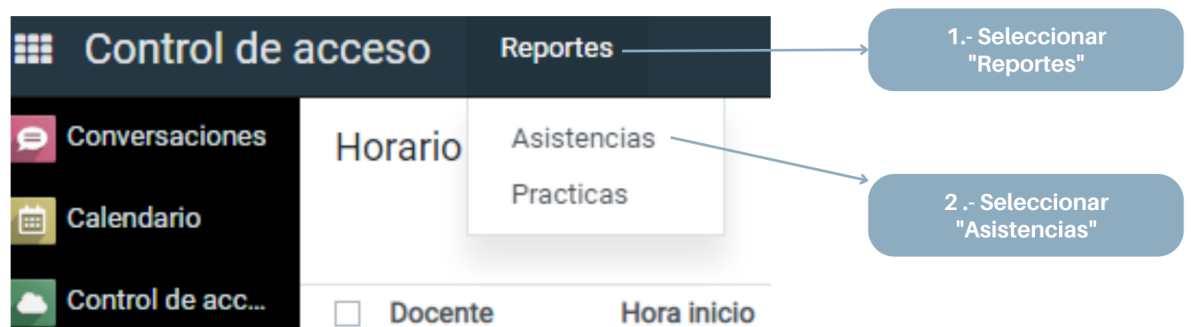 Control de acceso
Reportes
1.- Seleccionar
"Reportes"
Conversaciones
Horario
Asistencias
Practicas
Calendario
2 .- Seleccionar
"Asistencias"
Control de acc...
Docente
Hora inicio